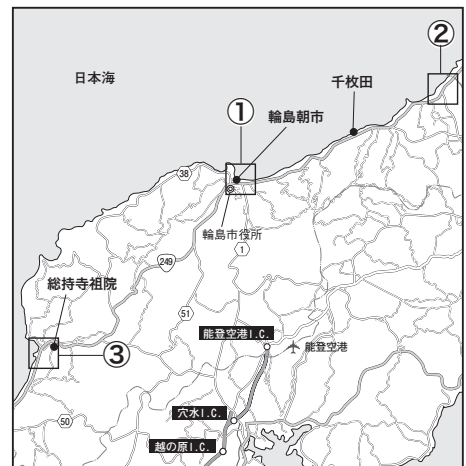 ②
日本海
千枚田
①
輪島朝市
38
輪島市役所
1
249
総持寺祖院
51
能登空港I.C.
能登空港
③
穴水I.C.
50
越の原I.C.